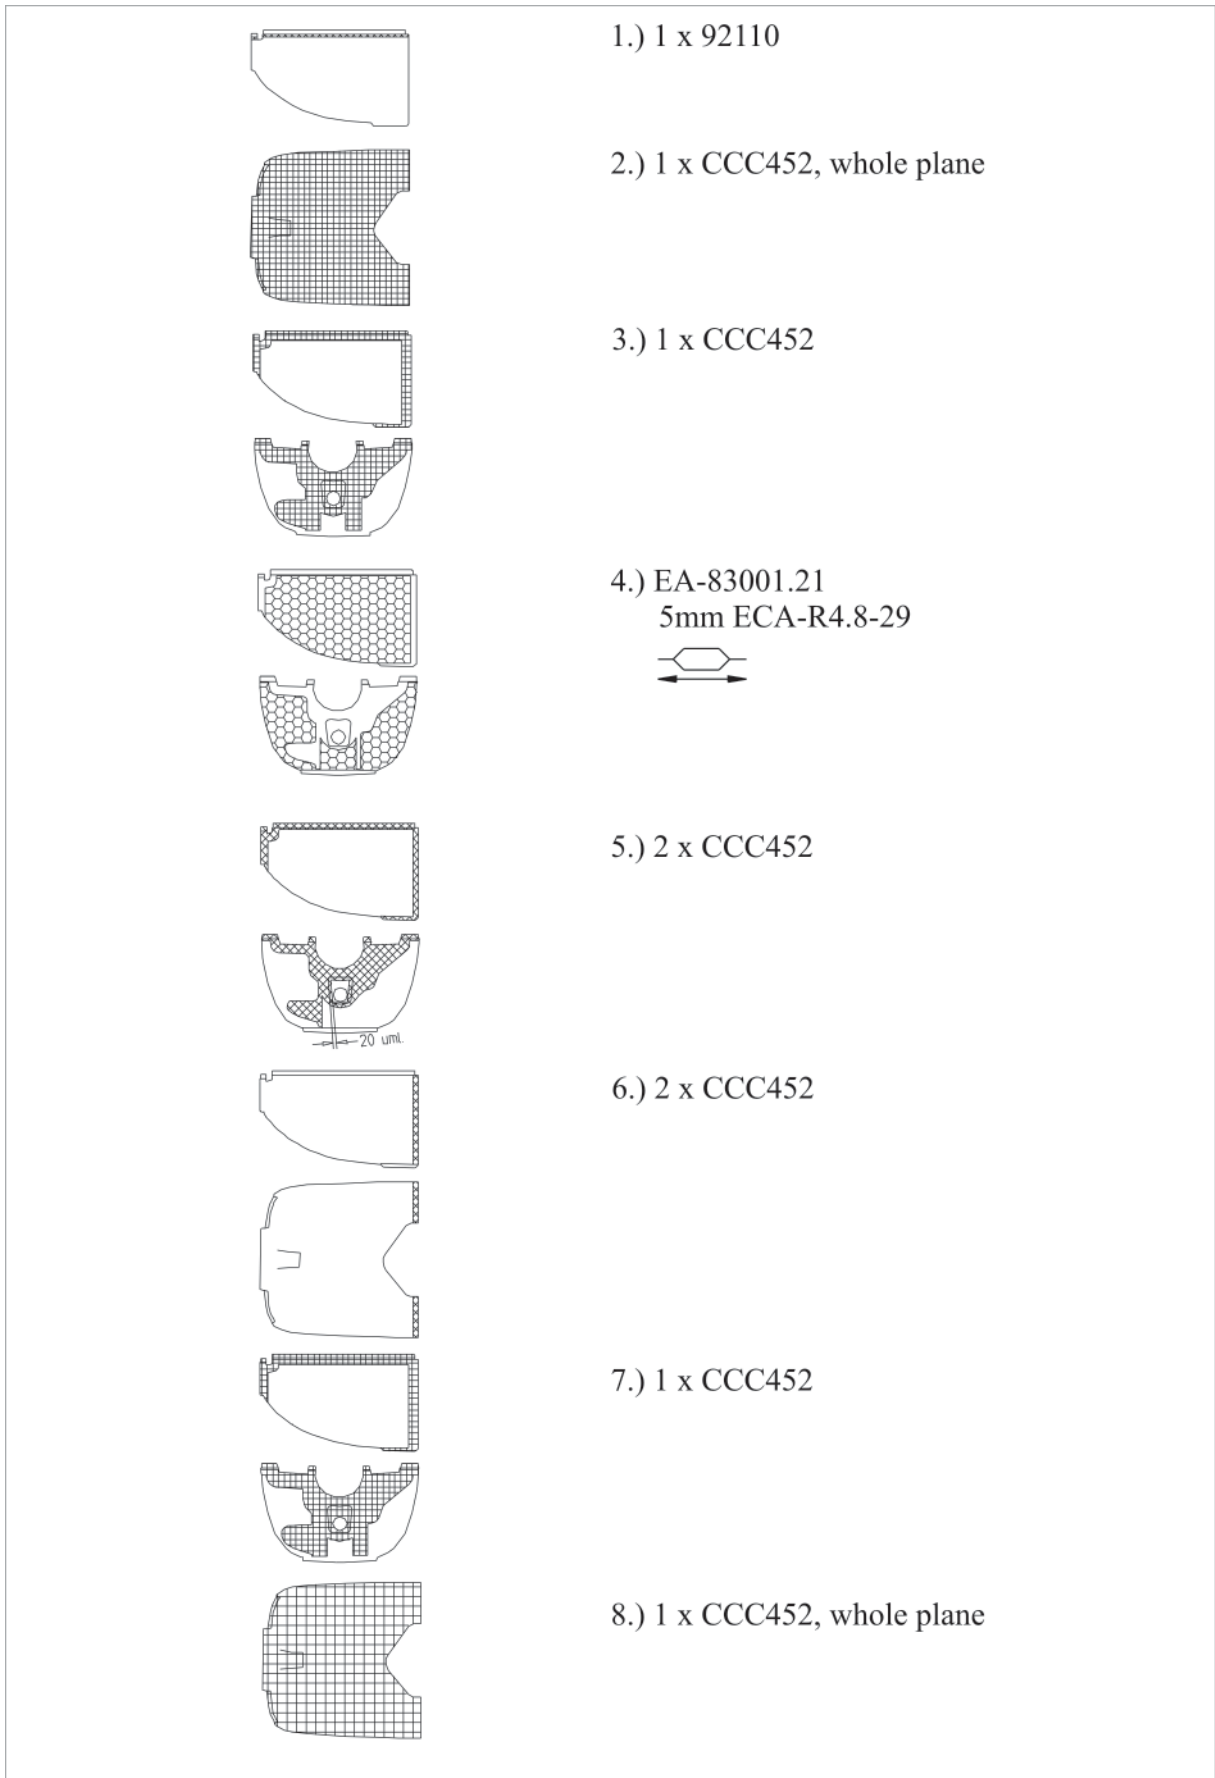 1.) 1 x 92110
2.) 1 x CCC452, whole plane
3.) 1 x CCC452
4.) EA-83001.21
5mm ECA-R4.8-29
5.) 2 x CCC452
20 uml.
6.) 2 x CCC452
7.) 1 x CCC452
8.) 1 x CCC452, whole plane